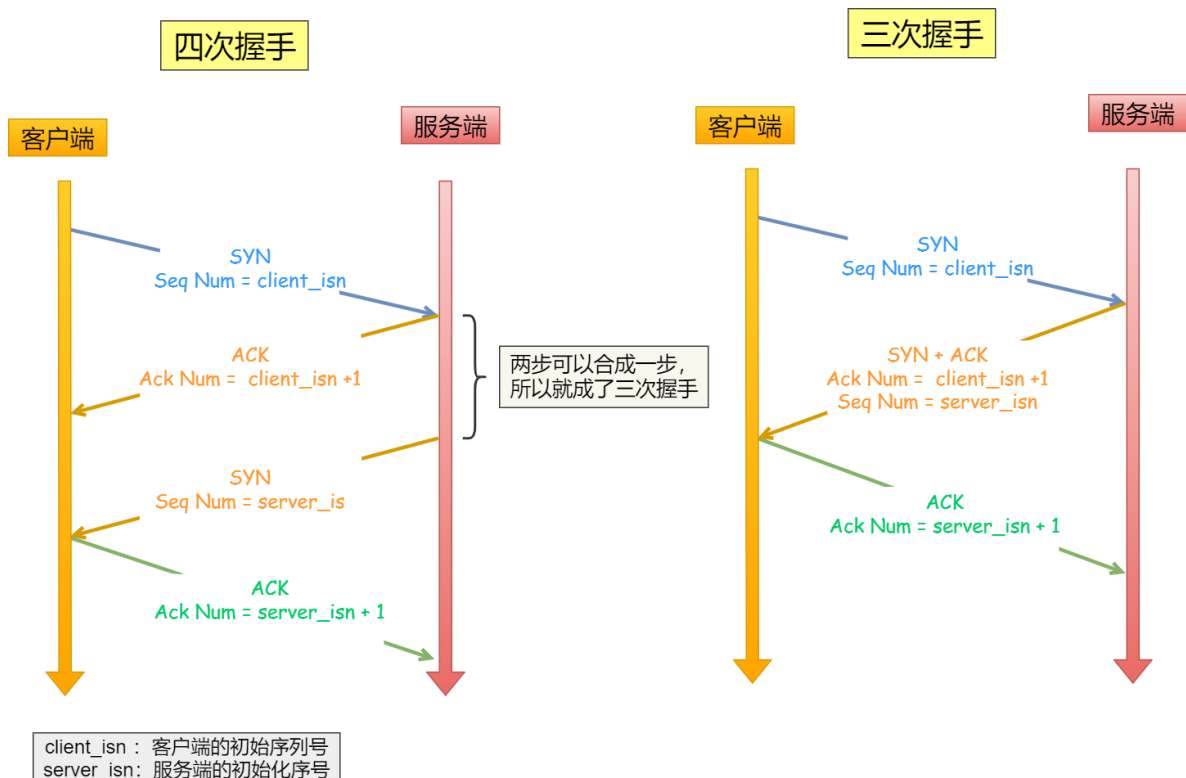 四次握手
三次握手
客户端
服务端
客户端
服务端
SYN
Seq Num = client_isn
ACK
Ack Num = client_isn +1
SYN
Seq Num = server_is
ACK
Ack Num = server_isn + 1
两步可以合成一步，
所以就成了三次握手
SYN
Seq Num = client_isn
SYN + ACK
Ack Num = client_isn +1
Seq Num = server_isn
ACK
Ack Num = server_isn + 1
client_isn：客户端的初始序列号
server_isn：服务端的初始化序号